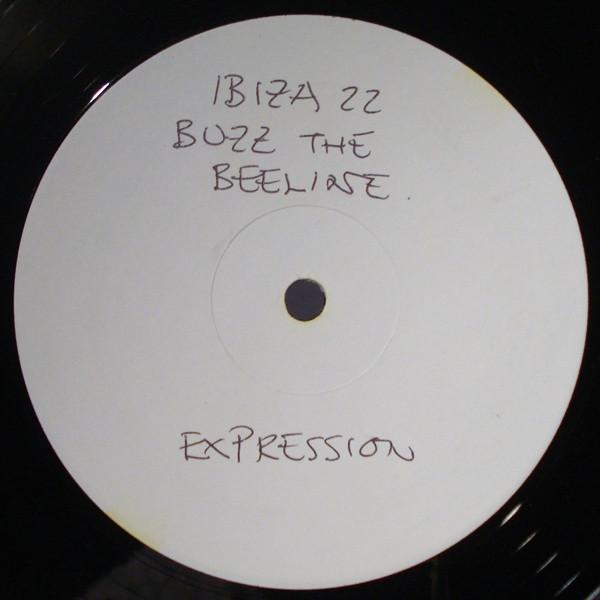 IBIZA 22
BUZZ THE
BEELINE.
EXPRESSION